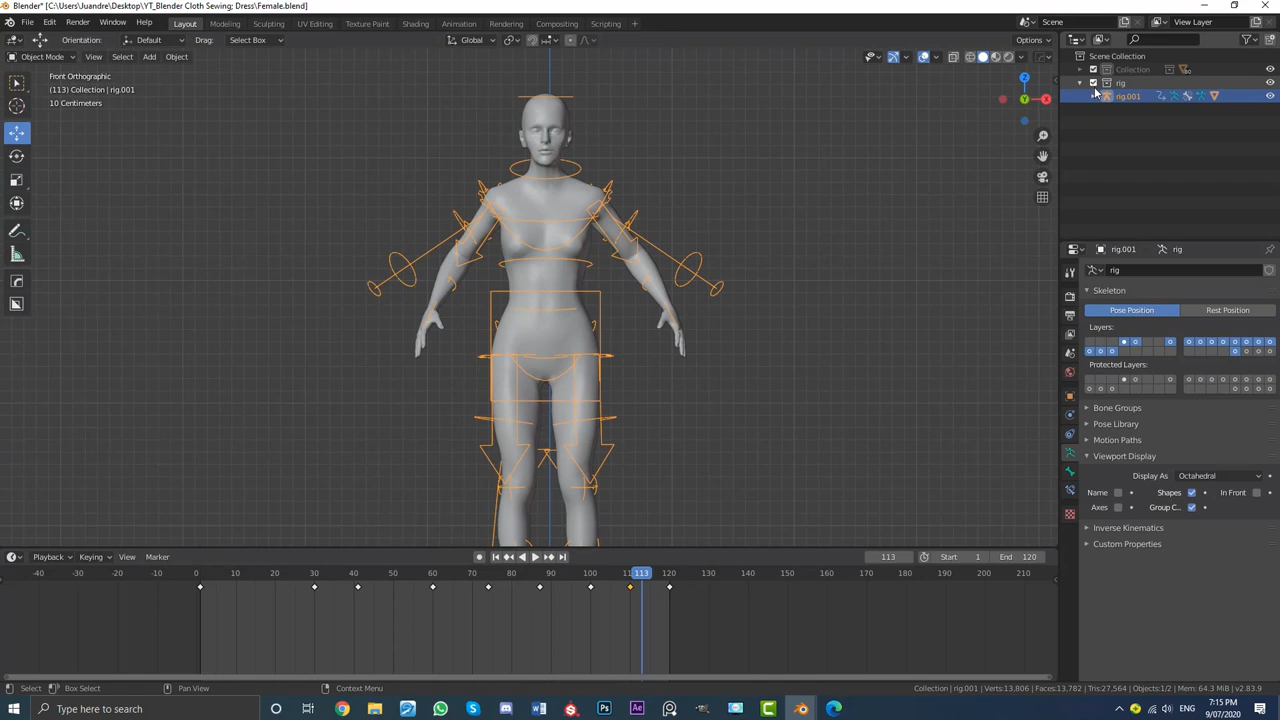 Blender* [C:\Users\Juandre\Desktop\YT_Blender Cloth Sewing; Dress\Female.blend]
File Edit Render Window Help Layout Modeling Sculpting UV Editing Texture Paint Shading Animation Rendering Compositing Scripting + Scene View Layer
Orientation: Default Drag: Select Box Global Options
Object Mode View Select Add Object
Front Orthographic
(113) Collection | rig.001
10 Centimeters
Z
Y
X
Scene Collection
Collection
rig
rig.001
rig.001 rig
rig
Skeleton
Pose Position Rest Position
Layers:
Protected Layers:
Bone Groups
Pose Library
Motion Paths
Viewport Display
Display As Octahedral
Name Shapes In Front
Axes Group C...
Inverse Kinematics
Custom Properties
Playback Keying View Marker 113 Start 1 End 120
-40 -30 -20 -10 0 10 20 30 40 50 60 70 80 90 100 113 120 130 140 150 160 170 180 190 200 210
Select Box Select Pan View Context Menu Collection | rig.001 | Verts:13,806 | Faces:13,782 | Tris:27,564 | Objects:1/2 | Mem: 64.3 MiB | v2.83.9
Type here to search
7:15 PM
9/07/2020